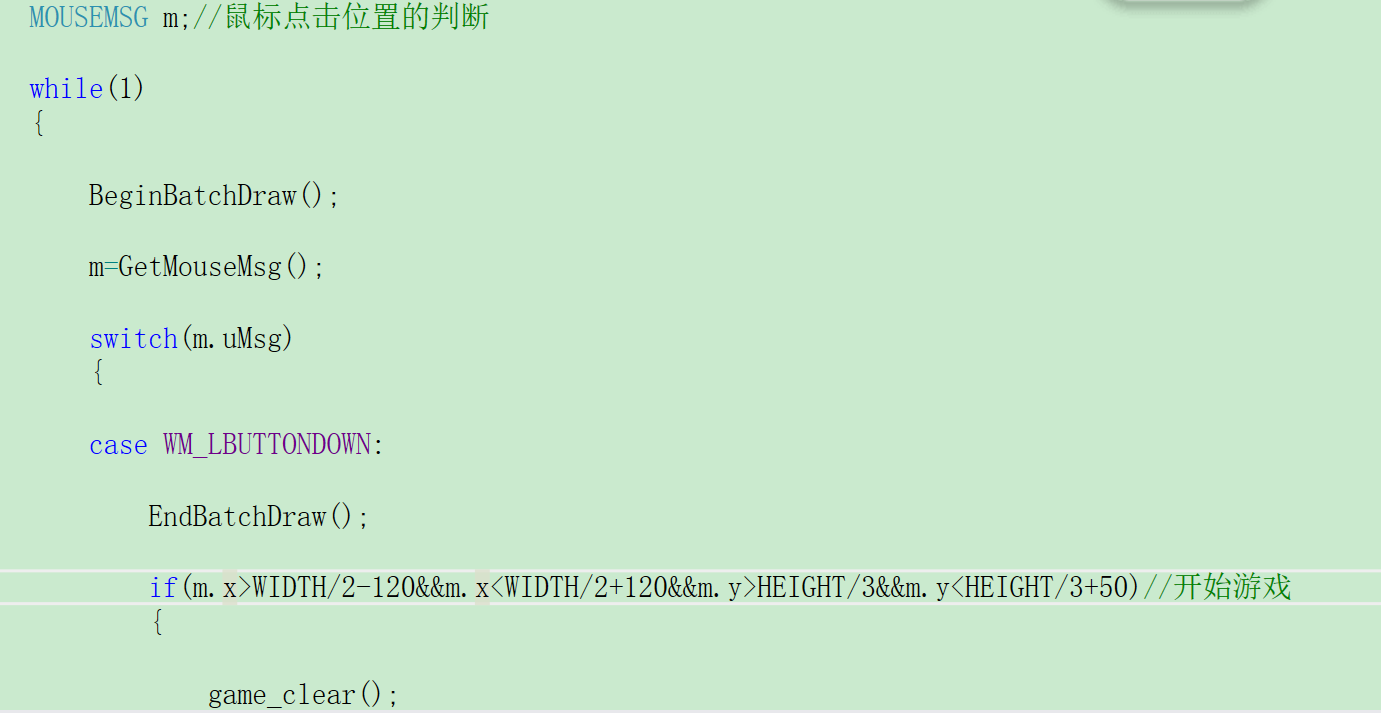 MOUSEMSG m;//鼠标点击位置的判断
while(1)
{
BeginBatchDraw();
m=GetMouseMsg();
switch(m.uMsg)
{
case WM_LBUTTONDOWN:
EndBatchDraw();
if(m.x>WIDTH/2-120&&m.x<WIDTH/2+120&&m.y>HEIGHT/3&&m.y<HEIGHT/3+50)//开始游戏
{
game_clear();